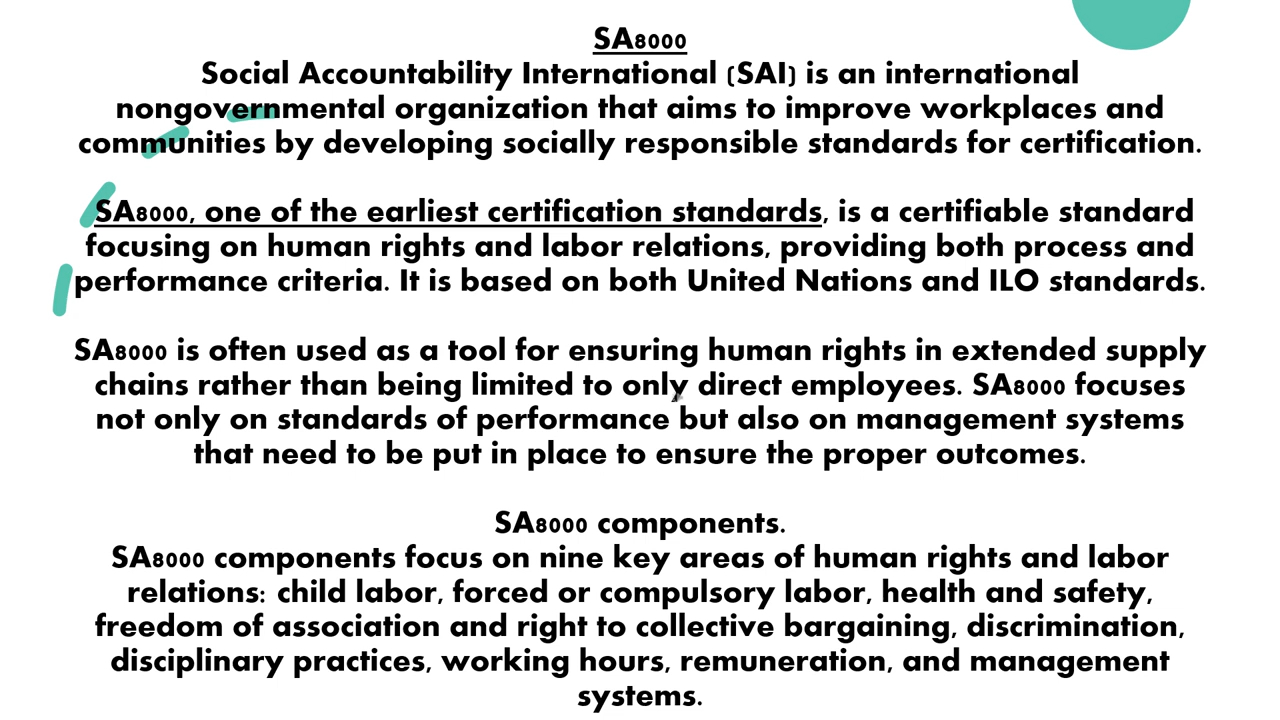 SA8000
Social Accountability International (SAI) is an international
nongovernmental organization that aims to improve workplaces and
communities by developing socially responsible standards for certification.
SA8000, one of the earliest certification standards, is a certifiable standard
focusing on human rights and labor relations, providing both process and
performance criteria. It is based on both United Nations and ILO standards.
SA8000 is often used as a tool for ensuring human rights in extended supply
chains rather than being limited to only direct employees. SA8000 focuses
not only on standards of performance but also on management systems
that need to be put in place to ensure the proper outcomes.
SA8000 components.
SA8000 components focus on nine key areas of human rights and labor
relations: child labor, forced or compulsory labor, health and safety,
freedom of association and right to collective bargaining, discrimination,
disciplinary practices, working hours, remuneration, and management
systems.